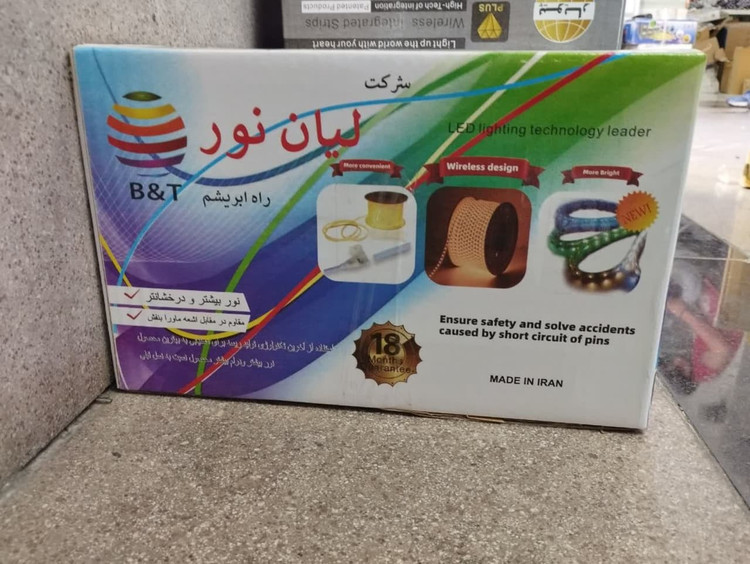 Light up the world with your heart
Wireless integrated Strips
High-Tech of integration
Patented Products
PLUS
شرکت
لیان نور
B&T
راه ابریشم
LED lighting technology leader
More convenient
Wireless design
More Bright
NEW!
نور بیشتر و درخشانتر
مقاوم در مقابل اشعه ماورا بنفش
18
Months
Guarantee
Ensure safety and solve accidents
caused by short circuit of pins
MADE IN IRAN